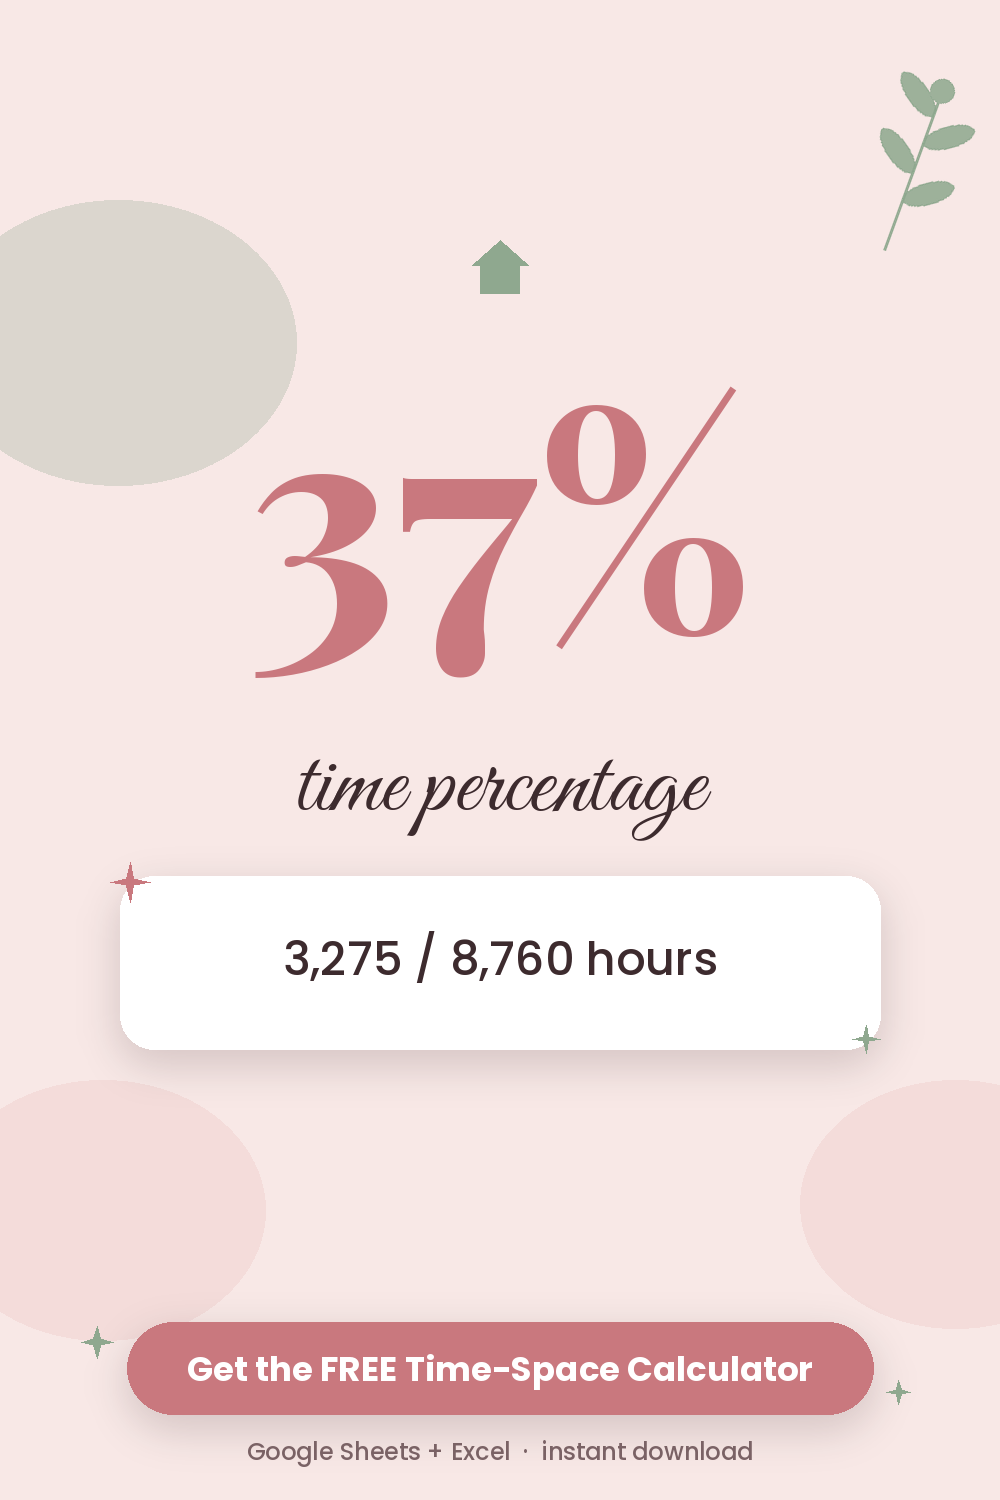 37%
time percentage
3,275 / 8,760 hours
Get the FREE Time-Space Calculator
Google Sheets + Excel · instant download